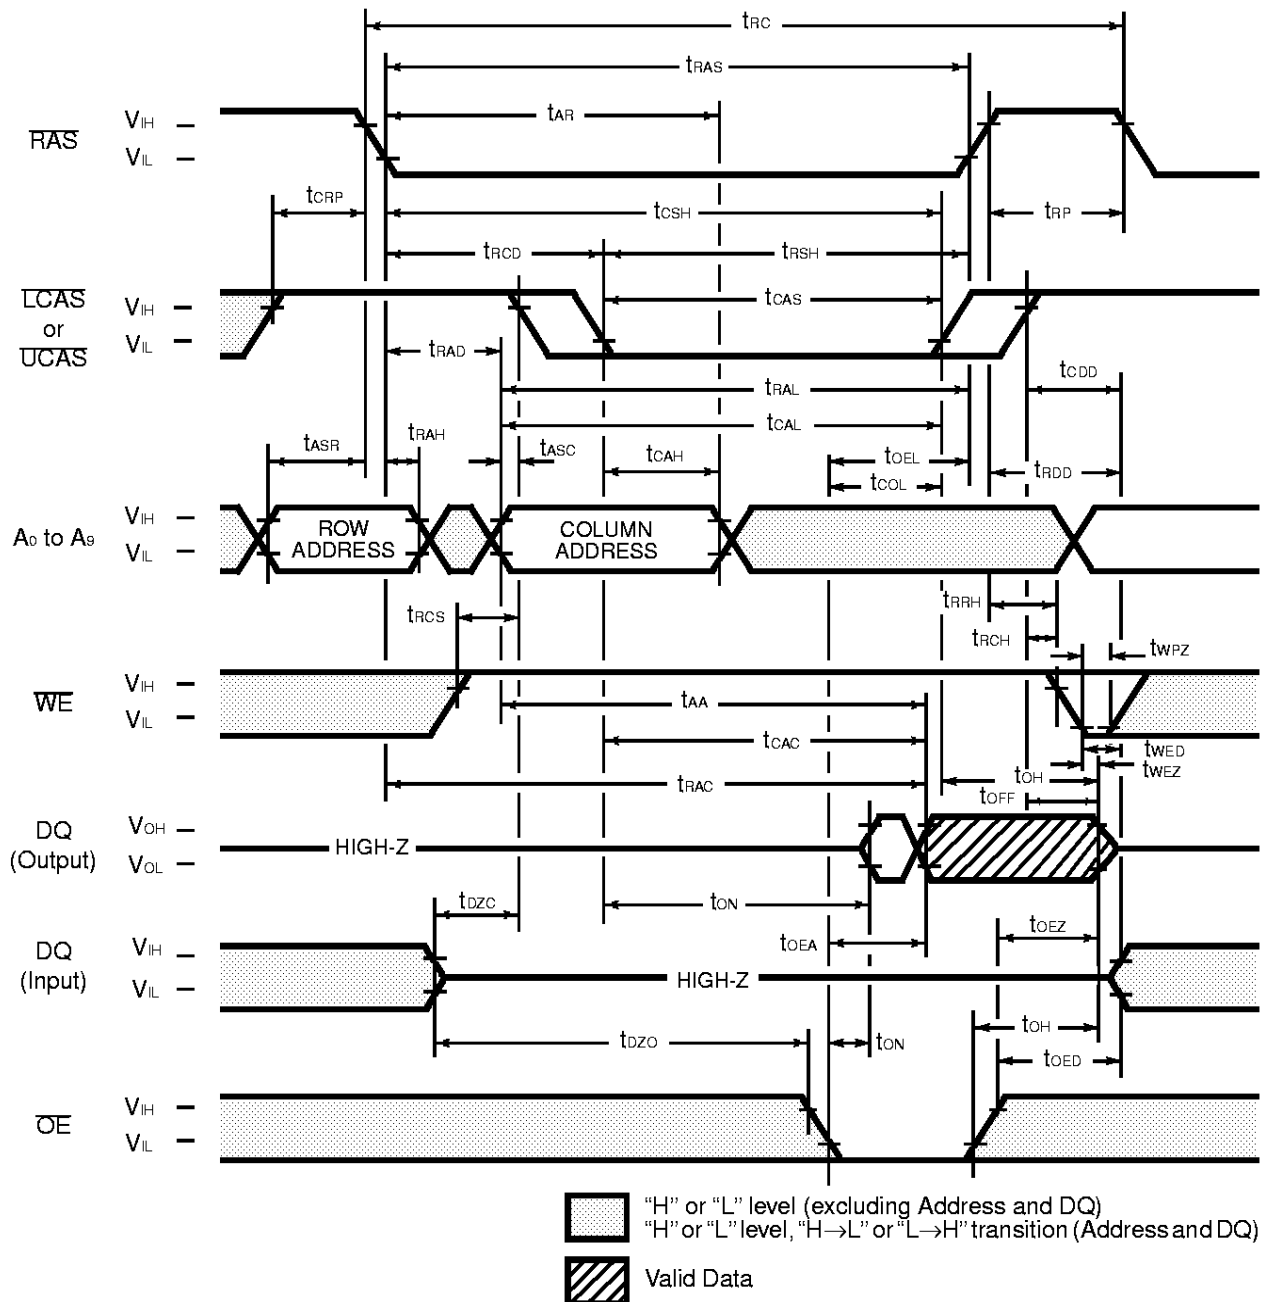 tRC
tRAS
tAR
RAS
VIH
VIL
tCRP
tCSH
tRP
tRCD
tRSH
LCAS
or
UCAS
VIH
VIL
tCAS
tRAD
tCDD
tRAL
tCAL
tASR
tRAH
tASC
tCAH
tOEL
tRDD
tCOL
A0 to A9
VIH
VIL
ROW
ADDRESS
COLUMN
ADDRESS
tRCS
tRRH
tRCH
tWPZ
WE
VIH
VIL
tAA
tCAC
tWED
tOH
tWEZ
tRAC
tOFF
DQ
(Output)
VOH
VOL
HIGH-Z
tDZC
tON
tOEA
tOEZ
DQ
(Input)
VIH
VIL
HIGH-Z
tOH
tDZO
tON
tOED
OE
VIH
VIL
“H” or “L” level (excluding Address and DQ)
“H” or “L” level, “H→L” or “L→H” transition (Address and DQ)
Valid Data